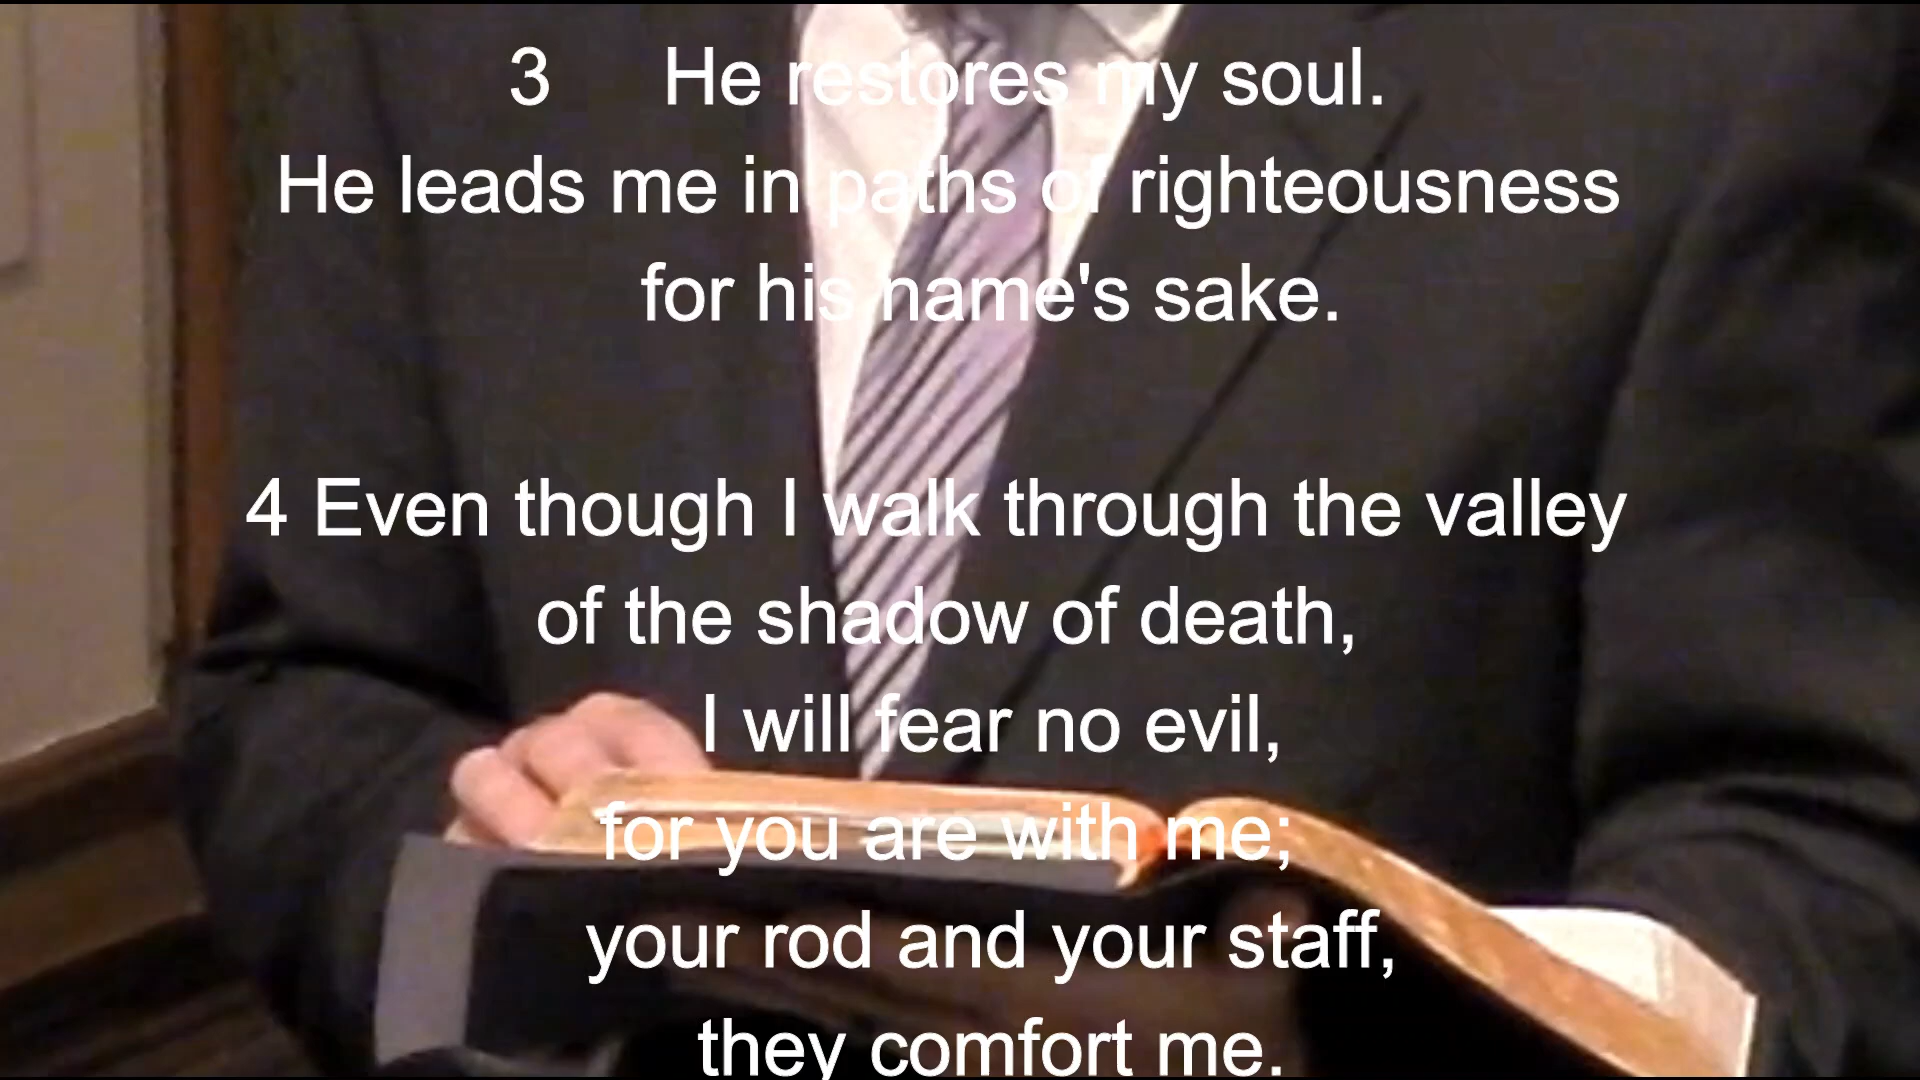 3 He restores my soul.
He leads me in paths of righteousness
for his name's sake.
4 Even though I walk through the valley
of the shadow of death,
I will fear no evil,
for you are with me;
your rod and your staff,
they comfort me.